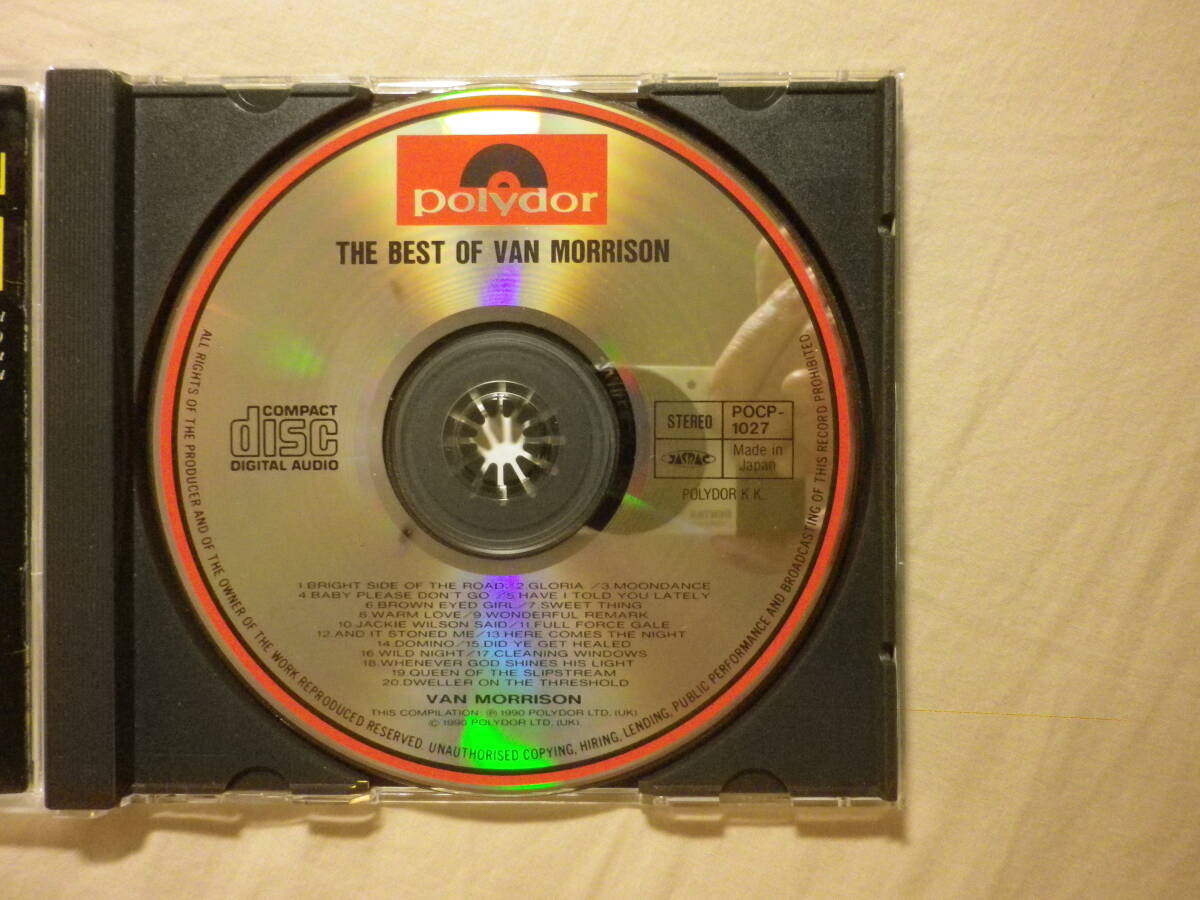 polydor
THE BEST OF VAN MORRISON
COMPACT
disc
DIGITAL AUDIO
STEREO
POCP-
1027
JASRAC
Made in
Japan
POLYDOR K.K.
1.BRIGHT SIDE OF THE ROAD/2.GLORIA/3.MOONDANCE
4.BABY PLEASE DON'T GO/5.HAVE I TOLD YOU LATELY
6.BROWN EYED GIRL/7.SWEET THING
8.WARM LOVE/9.WONDERFUL REMARK
10.JACKIE WILSON SAID/11.FULL FORCE GALE
12.AND IT STONED ME/13.HERE COMES THE NIGHT
14.DOMINO/15.DID YE GET HEALED
16.WILD NIGHT/17.CLEANING WINDOWS
18.WHENEVER GOD SHINES HIS LIGHT
19.QUEEN OF THE SLIPSTREAM
20.DWELLER ON THE THRESHOLD
VAN MORRISON
THIS COMPILATION: ℗ 1990 POLYDOR LTD. (UK)
© 1990 POLYDOR LTD. (UK).
ALL RIGHTS OF THE PRODUCER AND OF THE OWNER OF THE WORK REPRODUCED RESERVED. UNAUTHORISED COPYING, HIRING, LENDING, PUBLIC PERFORMANCE AND BROADCASTING OF THIS RECORD PROHIBITED